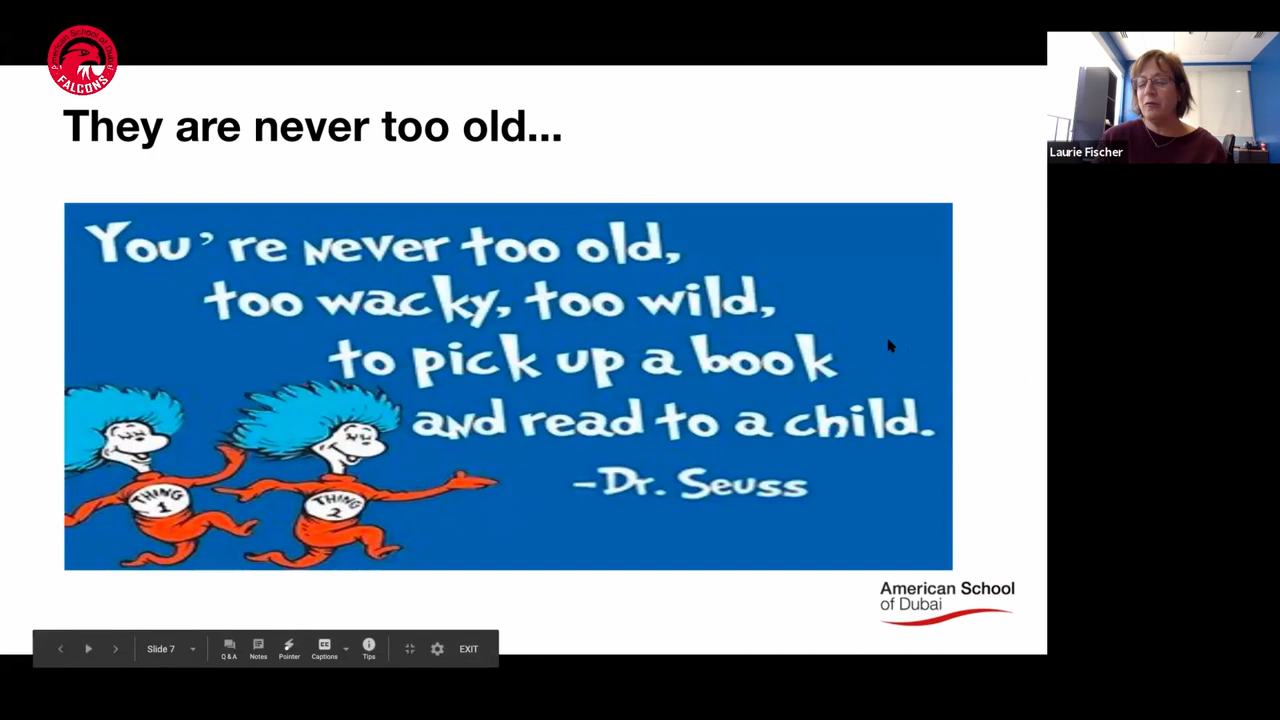 American School of Dubai
FALCONS
They are never too old...
Laurie Fischer
You're never too old,
too wacky, too wild,
to pick up a book
and read to a child.
-Dr. Seuss
THING
1
THING
2
American School
of Dubai
Slide 7
Q & A
Notes
Pointer
CC
Captions
Tips
EXIT